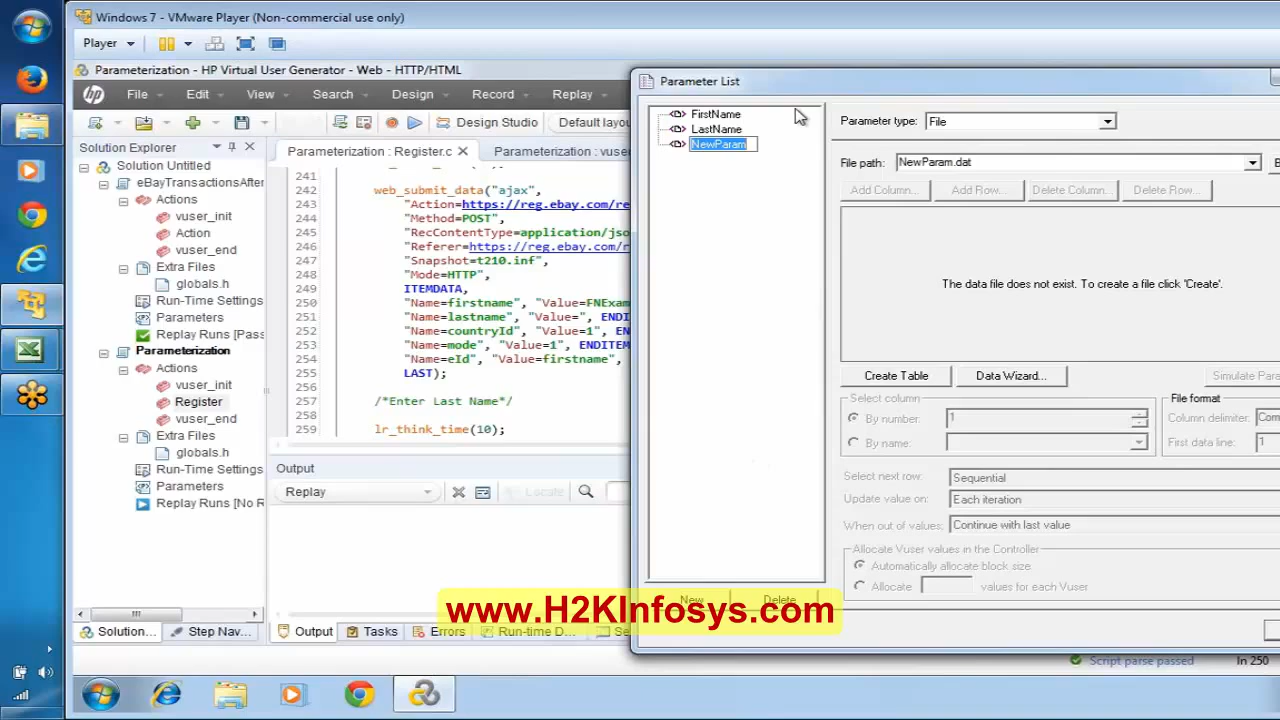 Windows 7 - VMware Player (Non-commercial use only)
Player
Parameterization - HP Virtual User Generator - Web - HTTP/HTML
File Edit View Search Design Record Replay
Design Studio Default layou
Solution Explorer
Solution Untitled
eBayTransactionsAfter
Actions
vuser_init
Action
vuser_end
Extra Files
globals.h
Run-Time Settings
Parameters
Replay Runs [Pass
Parameterization
Actions
vuser_init
Register
vuser_end
Extra Files
globals.h
Run-Time Settings
Parameters
Replay Runs [No R
Solution... Step Nav...
Parameterization : Register.c Parameterization : vuser
241
242 web_submit_data("ajax",
243 "Action=https://reg.ebay.com/re
244 "Method=POST",
245 "RecContentType=application/jso
246 "Referer=https://reg.ebay.com/r
247 "Snapshot=t210.inf",
248 "Mode=HTTP",
249 ITEMDATA,
250 "Name=firstname", "Value=FNExam
251 "Name=lastname", "Value=", ENDI
252 "Name=countryId", "Value=1", EN
253 "Name=mode", "Value=1", ENDITEM
254 "Name=eId", "Value=firstname",
255 LAST);
256
257 /*Enter Last Name*/
258
259 lr_think_time(10);
Output
Replay
Locate
Output Tasks Errors Run-time D... Se
Parameter List
FirstName
LastName
NewParam
New Delete
Parameter type: File
File path: NewParam.dat B
Add Column... Add Row... Delete Column... Delete Row...
The data file does not exist. To create a file click 'Create'.
Create Table Data Wizard... Simulate Para
Select column
By number: 1
By name:
File format
Column delimiter: Com
First data line: 1
Select next row: Sequential
Update value on: Each iteration
When out of values: Continue with last value
Allocate Vuser values in the Controller
Automatically allocate block size
Allocate values for each Vuser
www.H2KInfosys.com
Script parse passed ln 250